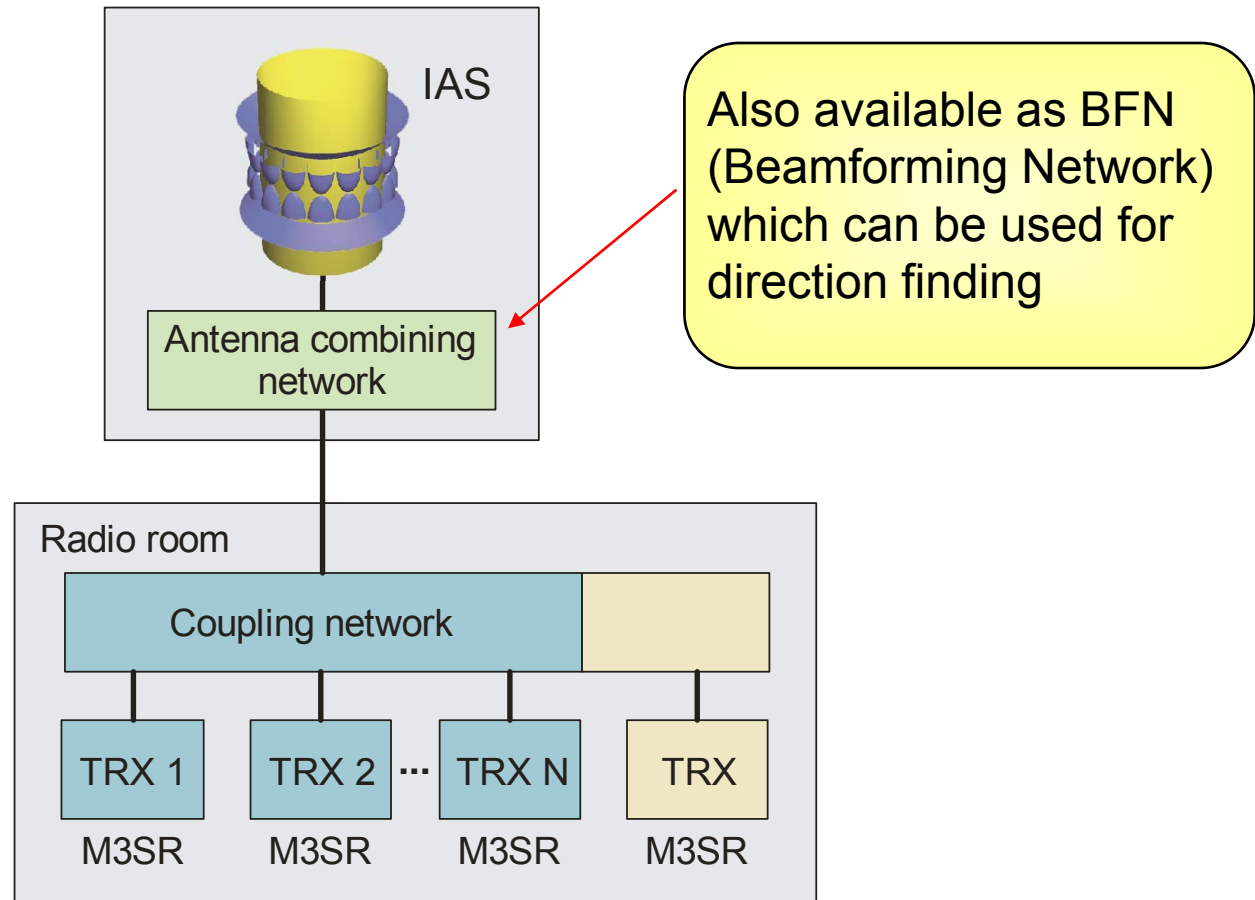 IAS
Also available as BFN
(Beamforming Network)
which can be used for
direction finding
Antenna combining
network
Radio room
Coupling network
TRX 1
TRX 2
...
TRX N
TRX
M3SR
M3SR
M3SR
M3SR